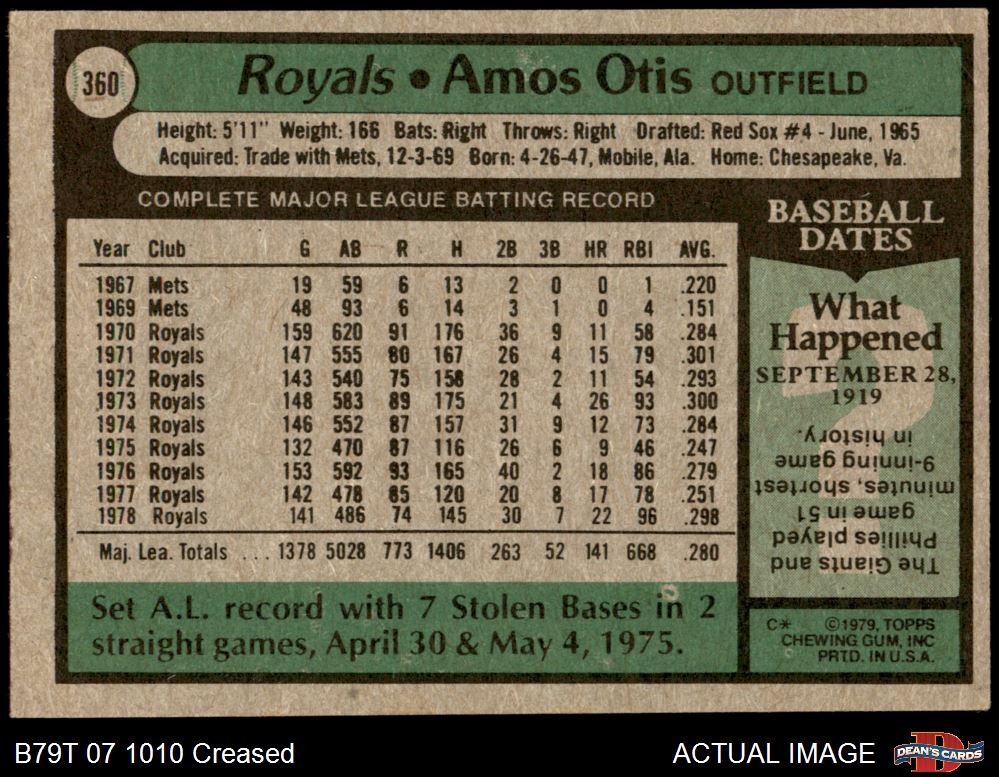 360
Royals • Amos Otis OUTFIELD
Height: 5'11" Weight: 166 Bats: Right Throws: Right Drafted: Red Sox #4 - June, 1965
Acquired: Trade with Mets, 12-3-69 Born: 4-26-47, Mobile, Ala. Home: Chesapeake, Va.
COMPLETE MAJOR LEAGUE BATTING RECORD
Year Club G AB R H 2B 3B HR RBI AVG.
1967 Mets 19 59 6 13 2 0 0 1 .220
1969 Mets 48 93 6 14 3 1 0 4 .151
1970 Royals 159 620 91 176 36 9 11 58 .284
1971 Royals 147 555 80 167 26 4 15 79 .301
1972 Royals 143 540 75 158 28 2 11 54 .293
1973 Royals 148 583 89 175 21 4 26 93 .300
1974 Royals 146 552 87 157 31 9 12 73 .284
1975 Royals 132 470 87 116 26 6 9 46 .247
1976 Royals 153 592 93 165 40 2 18 86 .279
1977 Royals 142 478 85 120 20 8 17 78 .251
1978 Royals 141 486 74 145 30 7 22 96 .298
Maj. Lea. Totals ... 1378 5028 773 1406 263 52 141 668 .280
Set A.L. record with 7 Stolen Bases in 2
straight games, April 30 & May 4, 1975.
BASEBALL
DATES
What
Happened
SEPTEMBER 28,
1919
The Giants and
Phillies played
game in 51
minutes, shortest
9-inning game
in history.
C* ©1979, TOPPS
CHEWING GUM, INC
PRTD. IN U.S.A.
B79T 07 1010 Creased
ACTUAL IMAGE
DEAN'S CARDS